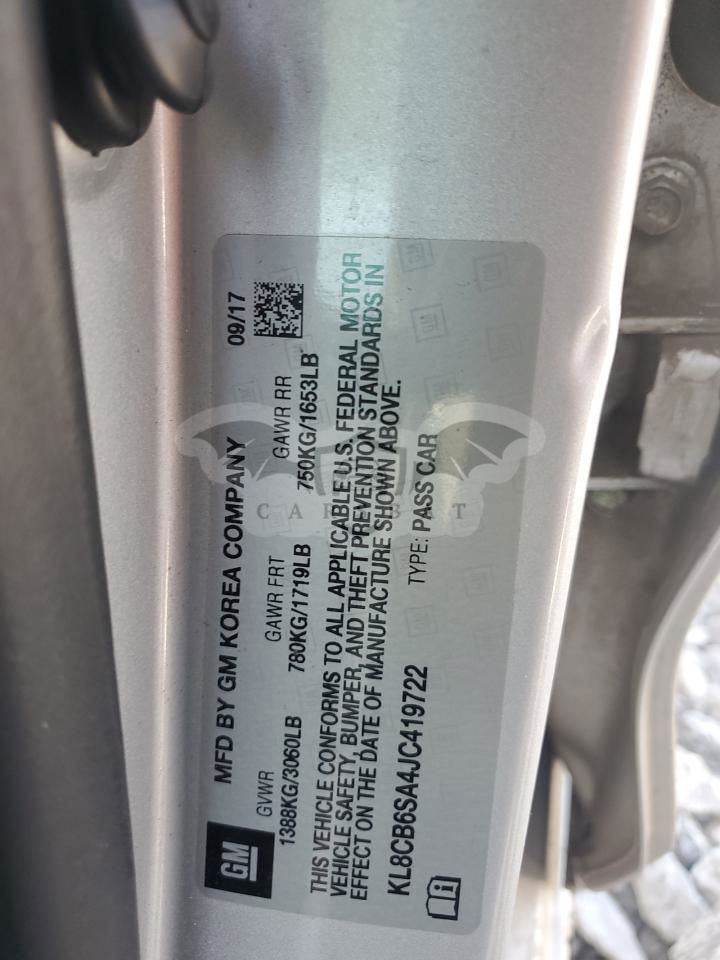 GM
MFD BY GM KOREA COMPANY
09/17
GVWR
GAWR FRT
GAWR RR
1388KG/3060LB
780KG/1719LB
750KG/1653LB
THIS VEHICLE CONFORMS TO ALL APPLICABLE U.S. FEDERAL MOTOR
VEHICLE SAFETY, BUMPER, AND THEFT PREVENTION STANDARDS IN
EFFECT ON THE DATE OF MANUFACTURE SHOWN ABOVE.
KL8CB6SA4JC419722
TYPE: PASS CAR